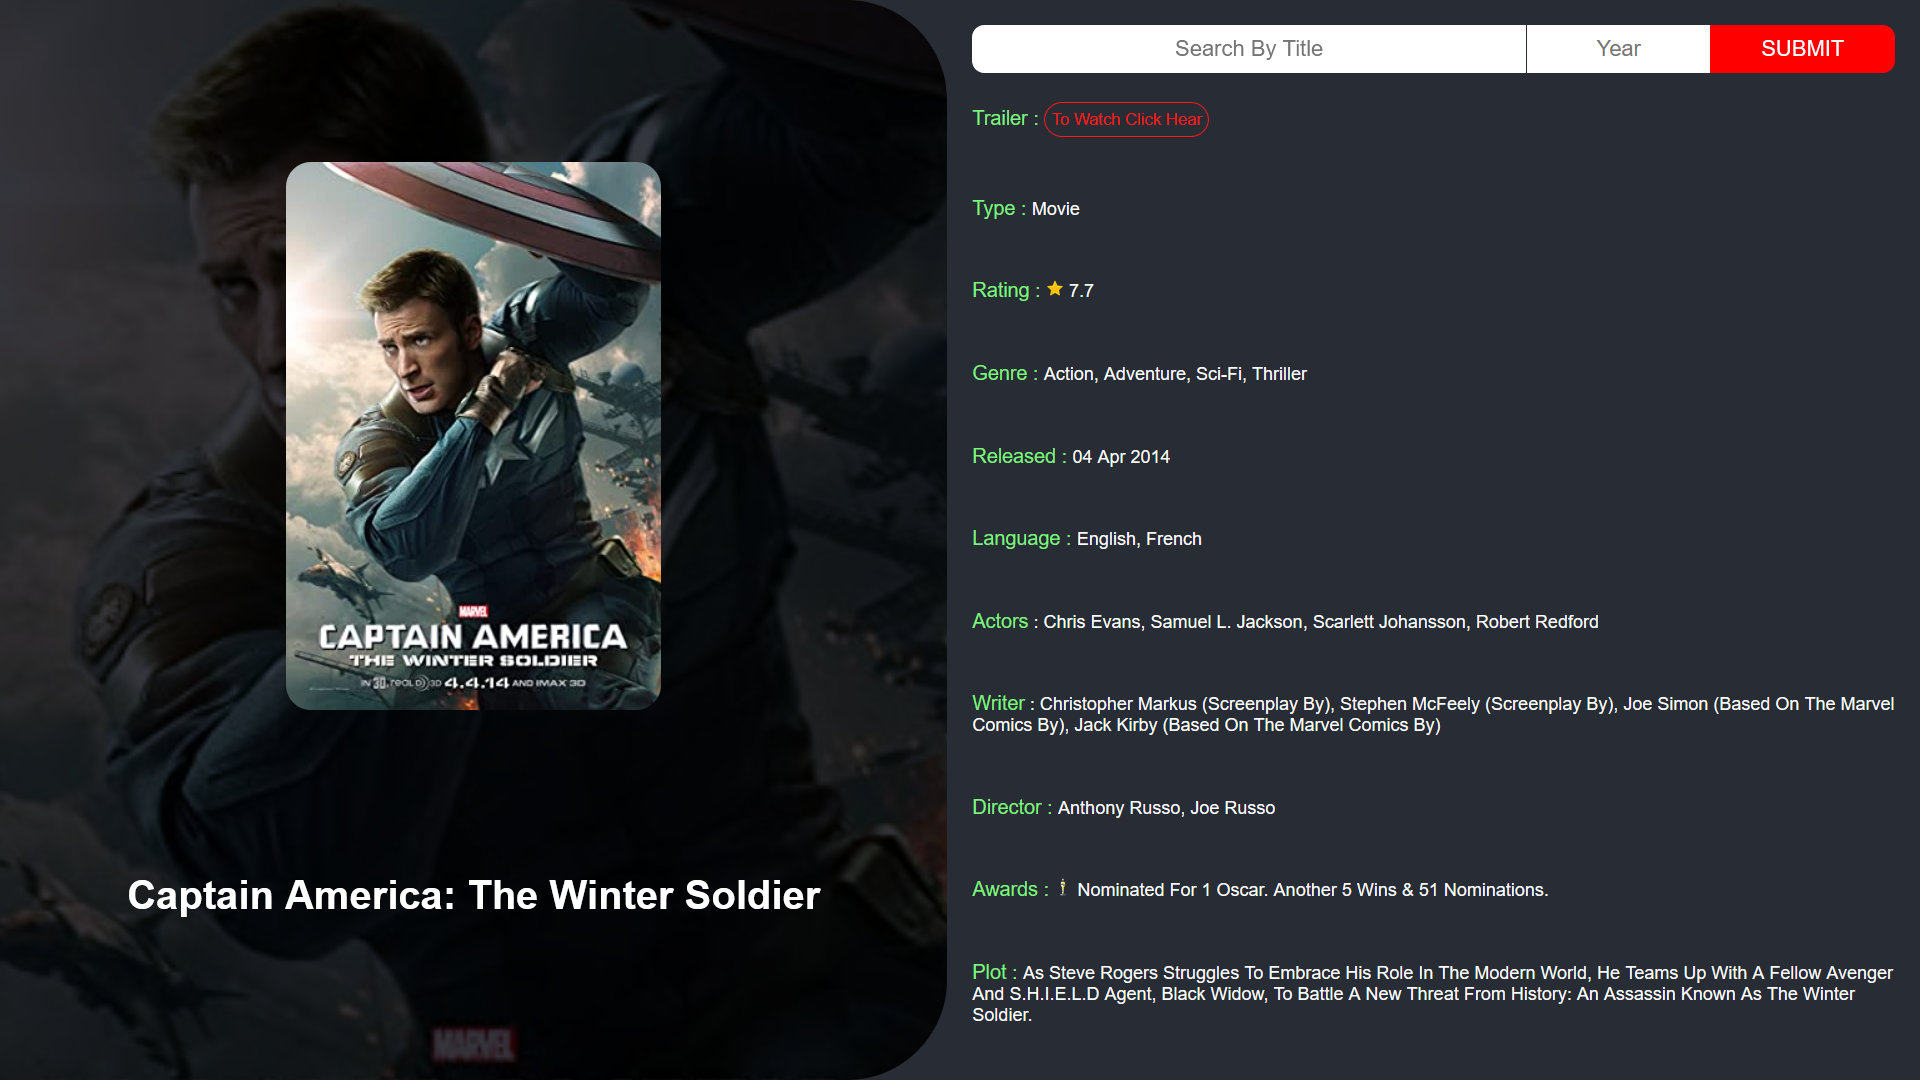 MARVEL
CAPTAIN AMERICA
THE WINTER SOLDIER
IN 3D, REAL D 3D 4.4.14 AND IMAX 3D
Captain America: The Winter Soldier
MARVEL
Search By Title
Year
SUBMIT
Trailer : To Watch Click Hear
Type : Movie
Rating : ⭐ 7.7
Genre : Action, Adventure, Sci-Fi, Thriller
Released : 04 Apr 2014
Language : English, French
Actors : Chris Evans, Samuel L. Jackson, Scarlett Johansson, Robert Redford
Writer : Christopher Markus (Screenplay By), Stephen McFeely (Screenplay By), Joe Simon (Based On The Marvel
Comics By), Jack Kirby (Based On The Marvel Comics By)
Director : Anthony Russo, Joe Russo
Awards : Nominated For 1 Oscar. Another 5 Wins & 51 Nominations.
Plot : As Steve Rogers Struggles To Embrace His Role In The Modern World, He Teams Up With A Fellow Avenger
And S.H.I.E.L.D Agent, Black Widow, To Battle A New Threat From History: An Assassin Known As The Winter
Soldier.